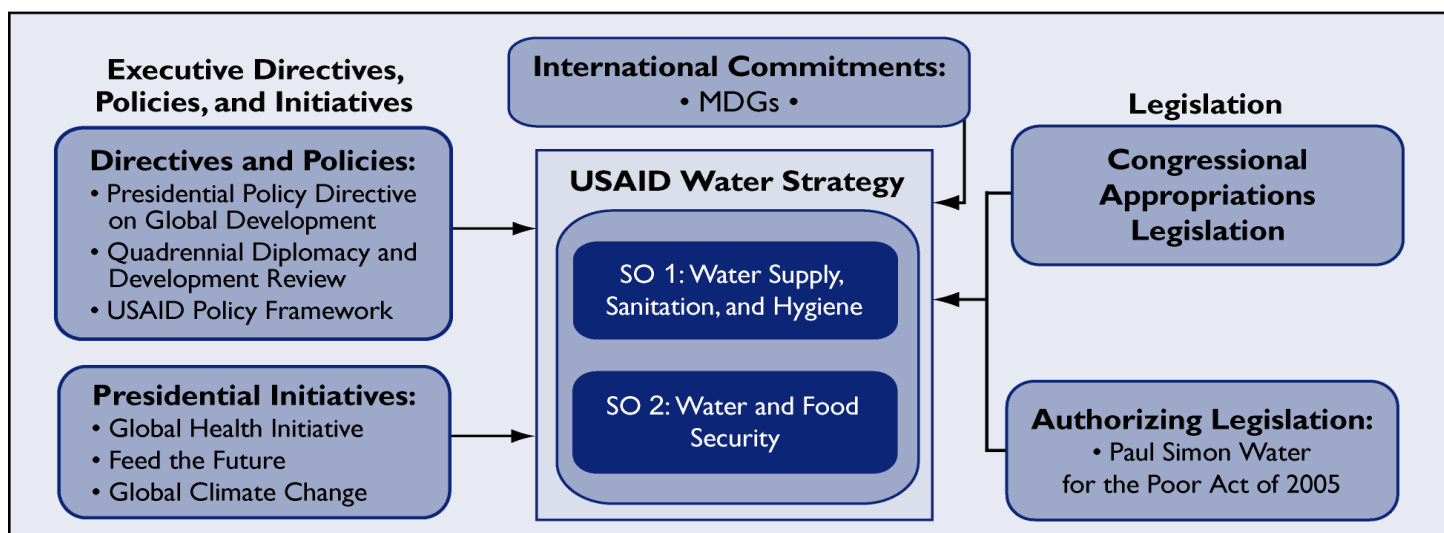 Executive Directives,
Policies, and Initiatives
Directives and Policies:
• Presidential Policy Directive
on Global Development
• Quadrennial Diplomacy and
Development Review
• USAID Policy Framework
Presidential Initiatives:
• Global Health Initiative
• Feed the Future
• Global Climate Change
International Commitments:
• MDGs •
USAID Water Strategy
SO 1: Water Supply,
Sanitation, and Hygiene
SO 2: Water and Food
Security
Legislation
Congressional
Appropriations
Legislation
Authorizing Legislation:
• Paul Simon Water
for the Poor Act of 2005